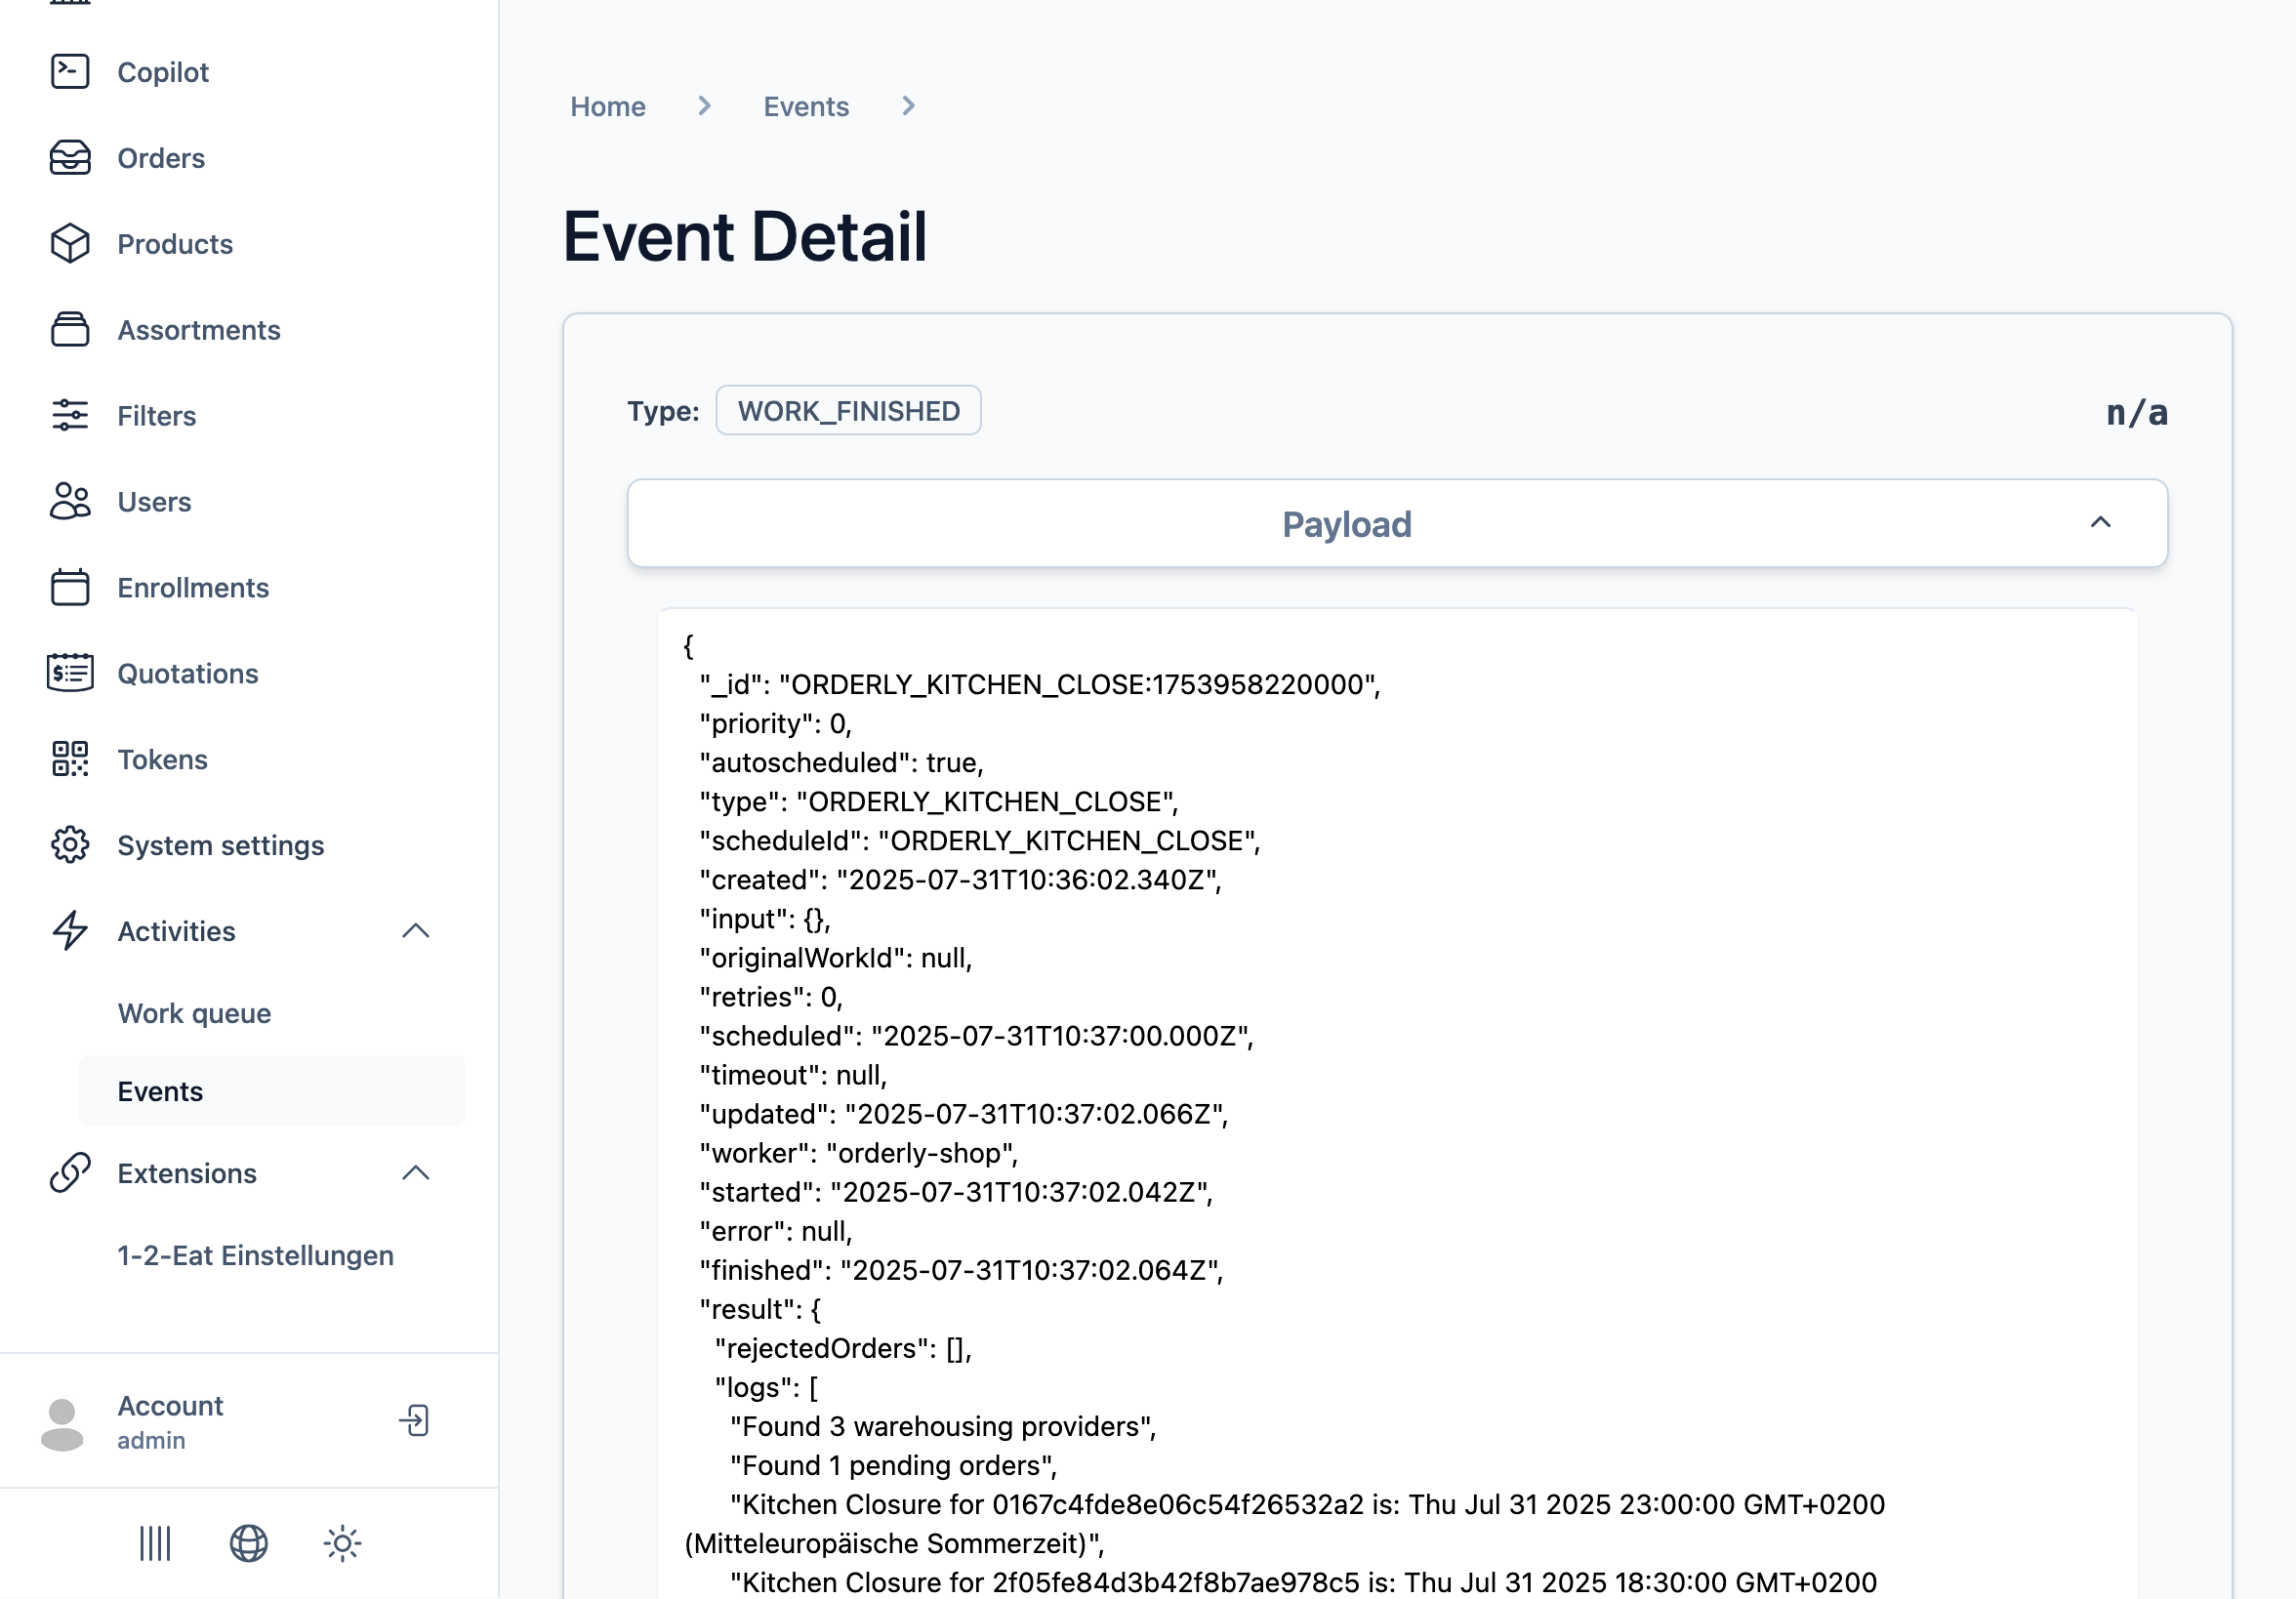 Copilot
Orders
Products
Assortments
Filters
Users
Enrollments
Quotations
Tokens
System settings
Activities
Work queue
Events
Extensions
1-2-Eat Einstellungen
Account
admin
Home
Events
Event Detail
Type: WORK_FINISHED
n/a
Payload
{
"_id": "ORDERLY_KITCHEN_CLOSE:1753958220000",
"priority": 0,
"autoscheduled": true,
"type": "ORDERLY_KITCHEN_CLOSE",
"scheduleId": "ORDERLY_KITCHEN_CLOSE",
"created": "2025-07-31T10:36:02.340Z",
"input": {},
"originalWorkId": null,
"retries": 0,
"scheduled": "2025-07-31T10:37:00.000Z",
"timeout": null,
"updated": "2025-07-31T10:37:02.066Z",
"worker": "orderly-shop",
"started": "2025-07-31T10:37:02.042Z",
"error": null,
"finished": "2025-07-31T10:37:02.064Z",
"result": {
"rejectedOrders": [],
"logs": [
"Found 3 warehousing providers",
"Found 1 pending orders",
"Kitchen Closure for 0167c4fde8e06c54f26532a2 is: Thu Jul 31 2025 23:00:00 GMT+0200
(Mitteleuropäische Sommerzeit)",
"Kitchen Closure for 2f05fe84d3b42f8b7ae978c5 is: Thu Jul 31 2025 18:30:00 GMT+0200